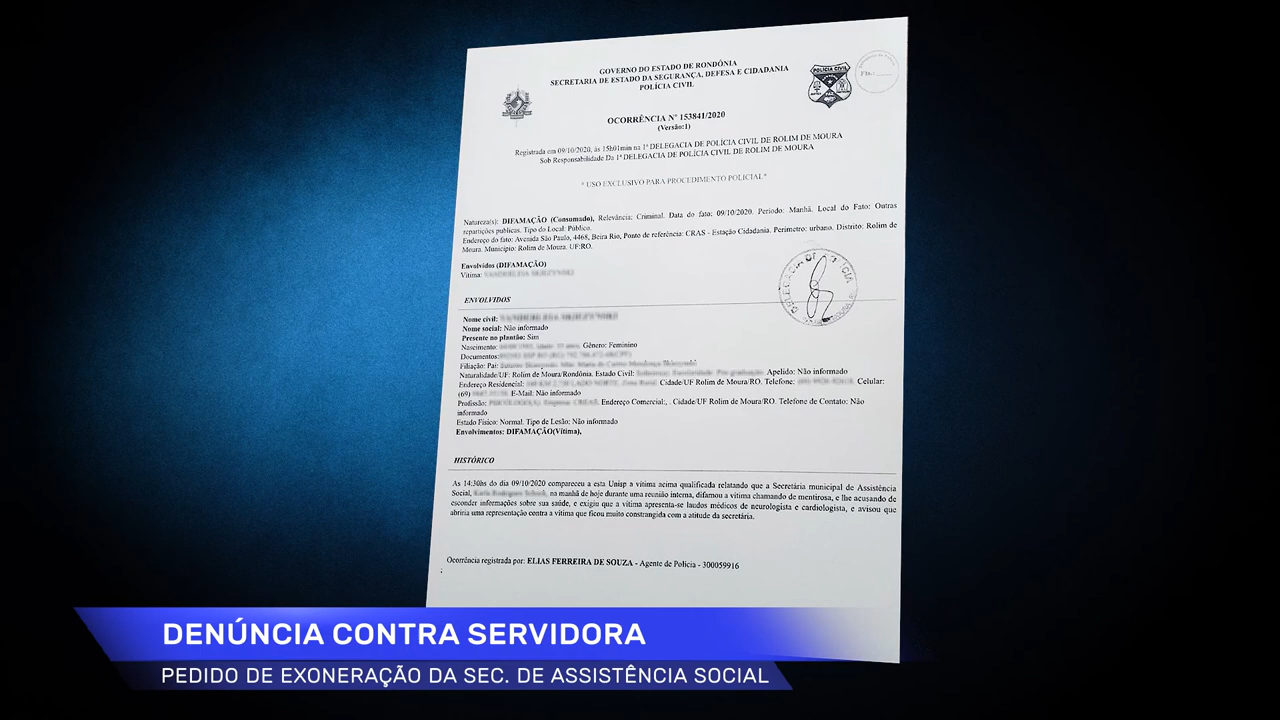 GOVERNO DO ESTADO DE RONDÔNIA
SECRETARIA DE ESTADO DA SEGURANÇA, DEFESA E CIDADANIA
POLÍCIA CIVIL
POLÍCIA CIVIL
Fls.:
OCORRÊNCIA Nº 153841/2020
(Versão:1)
Registrada em 09/10/2020, às 15h01min na 1ª DELEGACIA DE POLÍCIA CIVIL DE ROLIM DE MOURA
Sob Responsabilidade Da 1ª DELEGACIA DE POLÍCIA CIVIL DE ROLIM DE MOURA
* USO EXCLUSIVO PARA PROCEDIMENTO POLICIAL *
Natureza(s): DIFAMAÇÃO (Consumado), Relevância: Criminal. Data do fato: 09/10/2020. Período: Manhã. Local do Fato: Outras
repartições publicas. Tipo do Local: Público.
Endereço do fato: Avenida São Paulo, 4468, Beira Rio, Ponto de referência: CRAS - Estação Cidadania. Perímetro: urbano. Distrito: Rolim de
Moura. Município: Rolim de Moura. UF:RO.
Envolvidos (DIFAMAÇÃO)
Vítima:
ENVOLVIDOS
Nome civil:
Nome social: Não informado
Presente no plantão: Sim
Nascimento: Gênero: Feminino
Documentos:
Filiação: Pai:
Naturalidade/UF: Rolim de Moura/Rondônia. Estado Civil: Apelido: Não informado
Endereço Residencial: Cidade/UF Rolim de Moura/RO. Telefone: Celular:
(69) E-Mail: Não informado
Profissão: Endereço Comercial:, . Cidade/UF Rolim de Moura/RO. Telefone de Contato: Não
informado
Estado Físico: Normal. Tipo de Lesão: Não informado
Envolvimentos: DIFAMAÇÃO(Vítima),
HISTÓRICO
As 14:30hs do dia 09/10/2020 compareceu a esta Unisp a vítima acima qualificada relatando que a Secretária municipal de Assistência
Social, na manhã de hoje durante uma reunião interna, difamou a vítima chamando de mentirosa, e lhe acusando de
esconder informações sobre sua saúde, e exigiu que a vítima apresenta-se laudos médicos de neurologista e cardiologista, e avisou que
abriria uma representação contra a vítima que ficou muito constrangida com a atitude da secretária.
Ocorrência registrada por: ELIAS FERREIRA DE SOUZA - Agente de Polícia - 300059916
;
DENÚNCIA CONTRA SERVIDORA
PEDIDO DE EXONERAÇÃO DA SEC. DE ASSISTÊNCIA SOCIAL